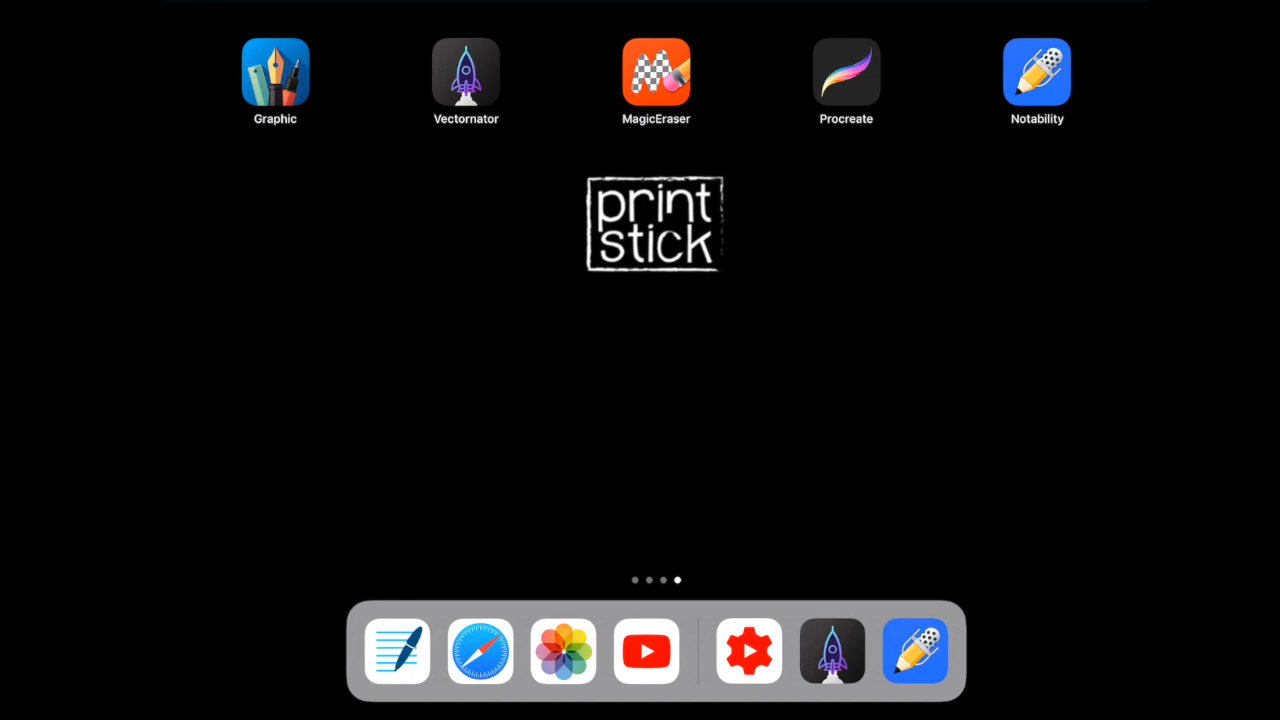 Graphic
Vectornator
MagicEraser
Procreate
Notability
print
stick